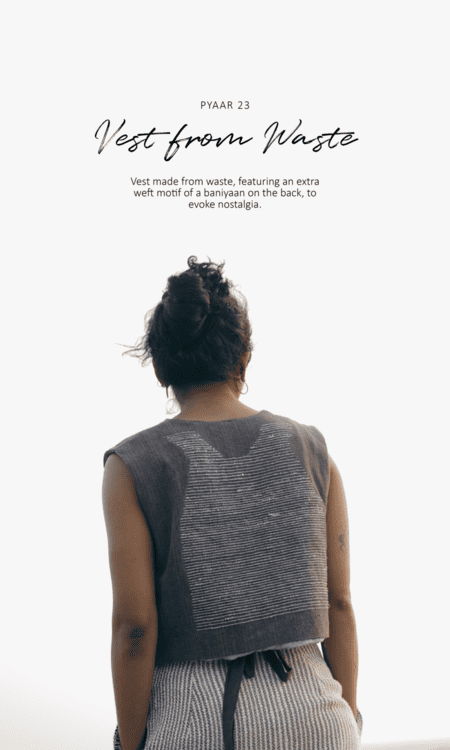 PYAAR 23
Vest from Waste
Vest made from waste, featuring an extra
weft motif of a baniyaan on the back, to
evoke nostalgia.